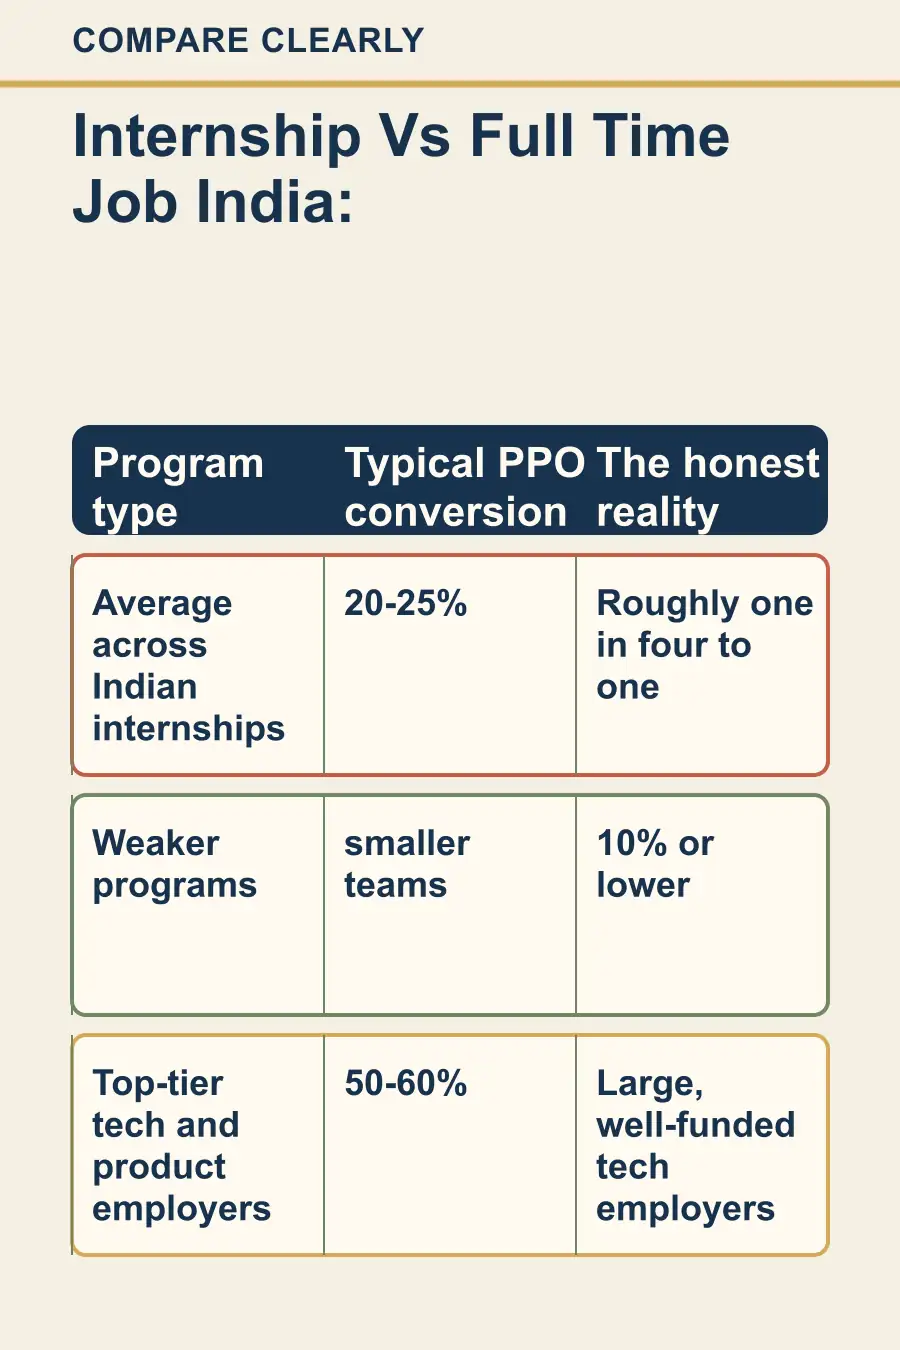 COMPARE CLEARLY
Internship Vs Full Time
Job India:
Program type
Typical PPO conversion
The honest reality
Average across Indian internships
20-25%
Roughly one in four to one
Weaker programs
smaller teams
10% or lower
Top-tier tech and product employers
50-60%
Large, well-funded tech employers